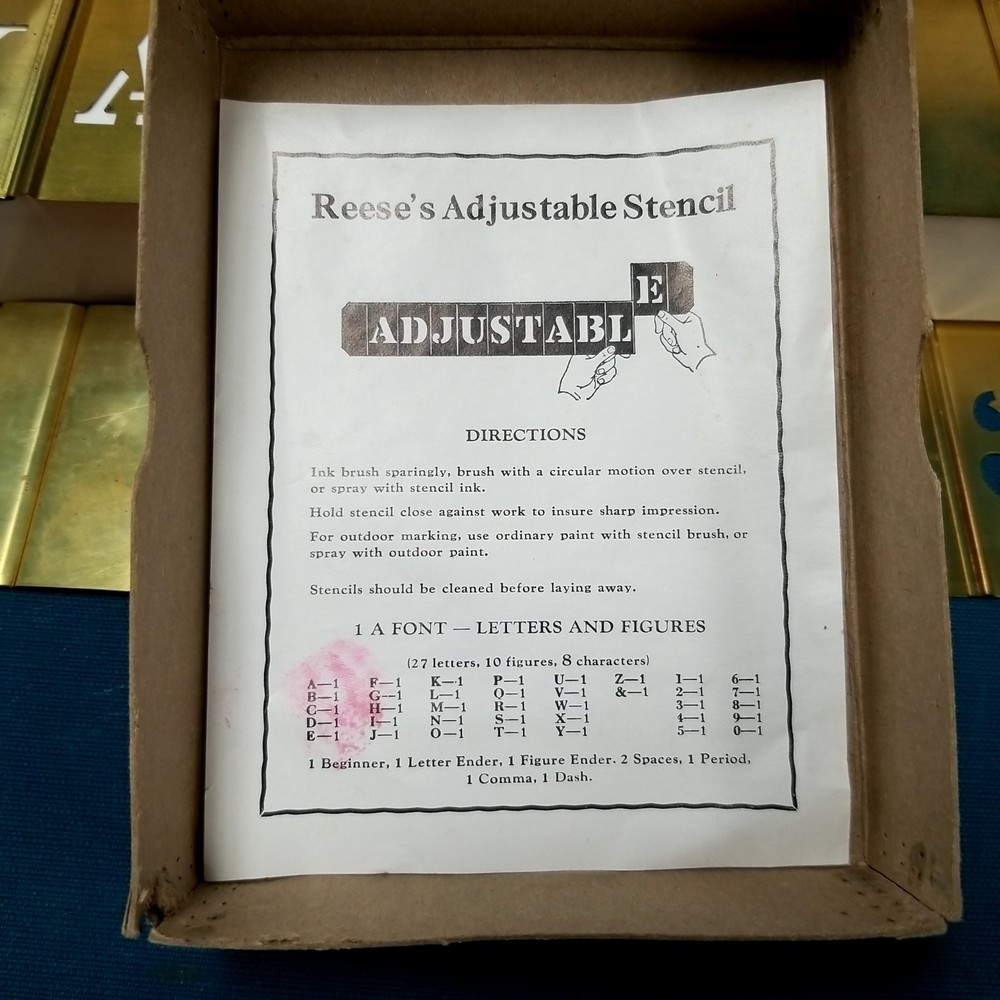 A
Reese's Adjustable Stencil
ADJUSTABLE
DIRECTIONS
Ink brush sparingly, brush with a circular motion over stencil,
or spray with stencil ink.
Hold stencil close against work to insure sharp impression.
For outdoor marking, use ordinary paint with stencil brush, or
spray with outdoor paint.
Stencils should be cleaned before laying away.
1 A FONT — LETTERS AND FIGURES
(27 letters, 10 figures, 8 characters)
A—1 F—1 K—1 P—1 U—1 Z—1 1—1 6—1
B—1 G—1 L—1 Q—1 V—1 &—1 2—1 7—1
C—1 H—1 M—1 R—1 W—1 3—1 8—1
D—1 I—1 N—1 S—1 X—1 4—1 9—1
E—1 J—1 O—1 T—1 Y—1 5—1 0—1
1 Beginner, 1 Letter Ender, 1 Figure Ender. 2 Spaces, 1 Period,
1 Comma, 1 Dash.